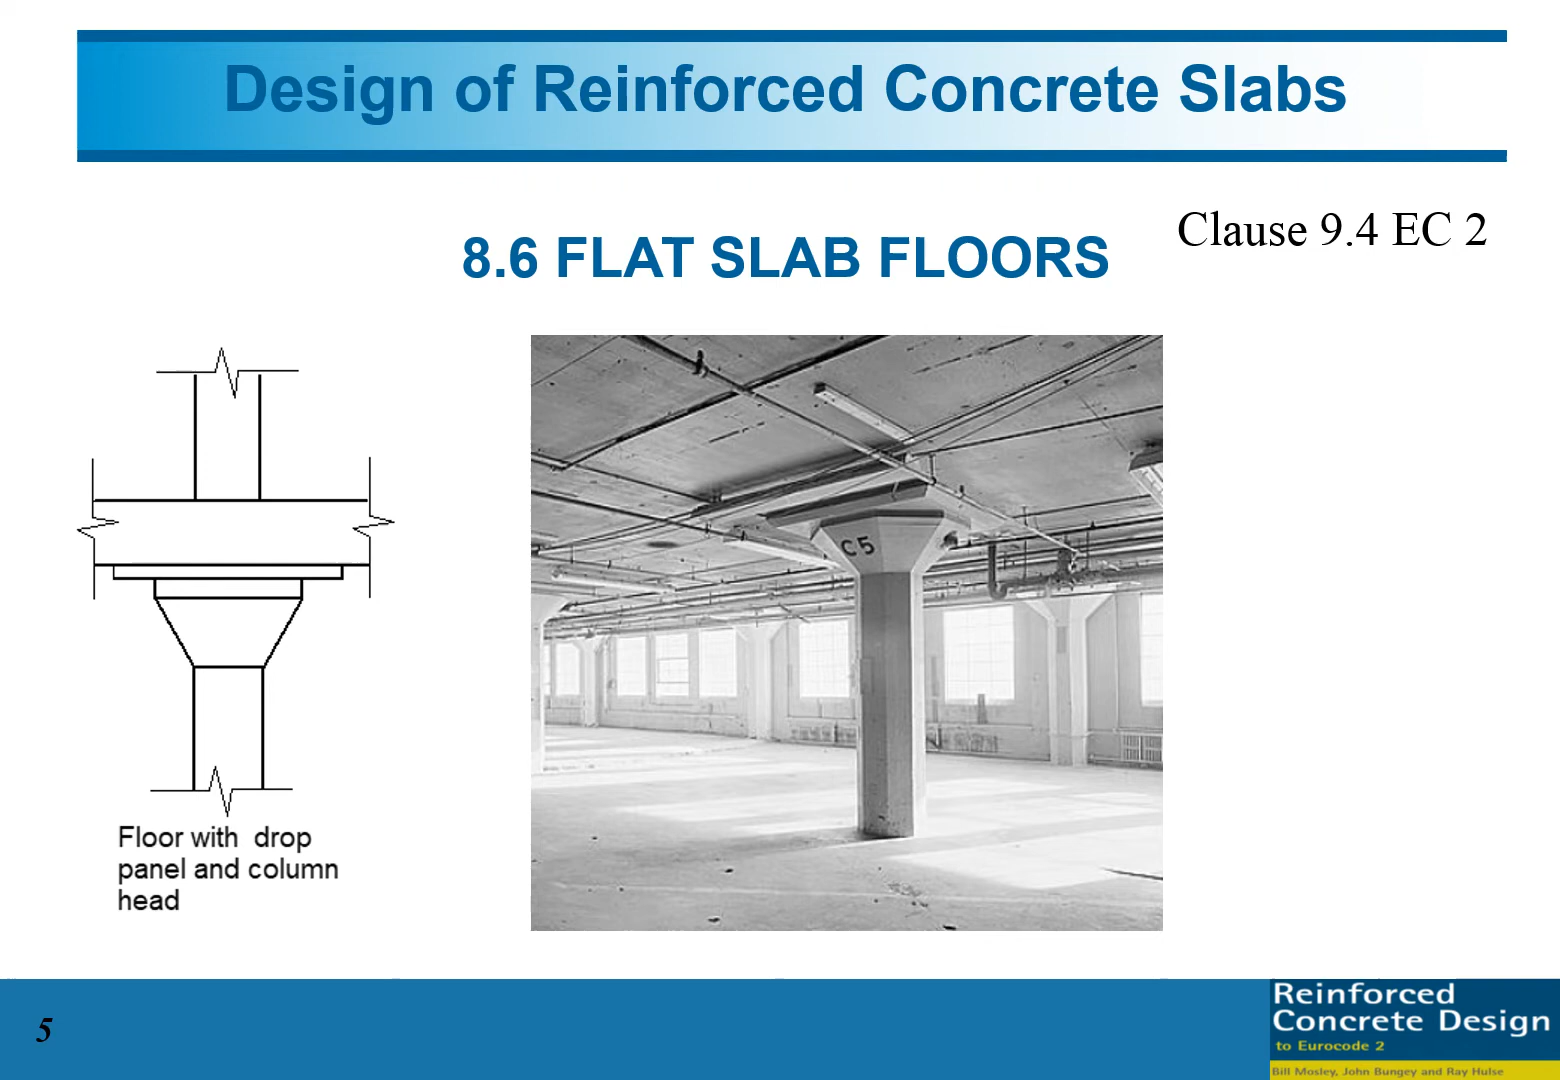 Design of Reinforced Concrete Slabs
Clause 9.4 EC 2
8.6 FLAT SLAB FLOORS
C5
Floor with drop
panel and column
head
5
Reinforced
Concrete Design
to Eurocode 2
Bill Mosley, John Bungey and Ray Hulse